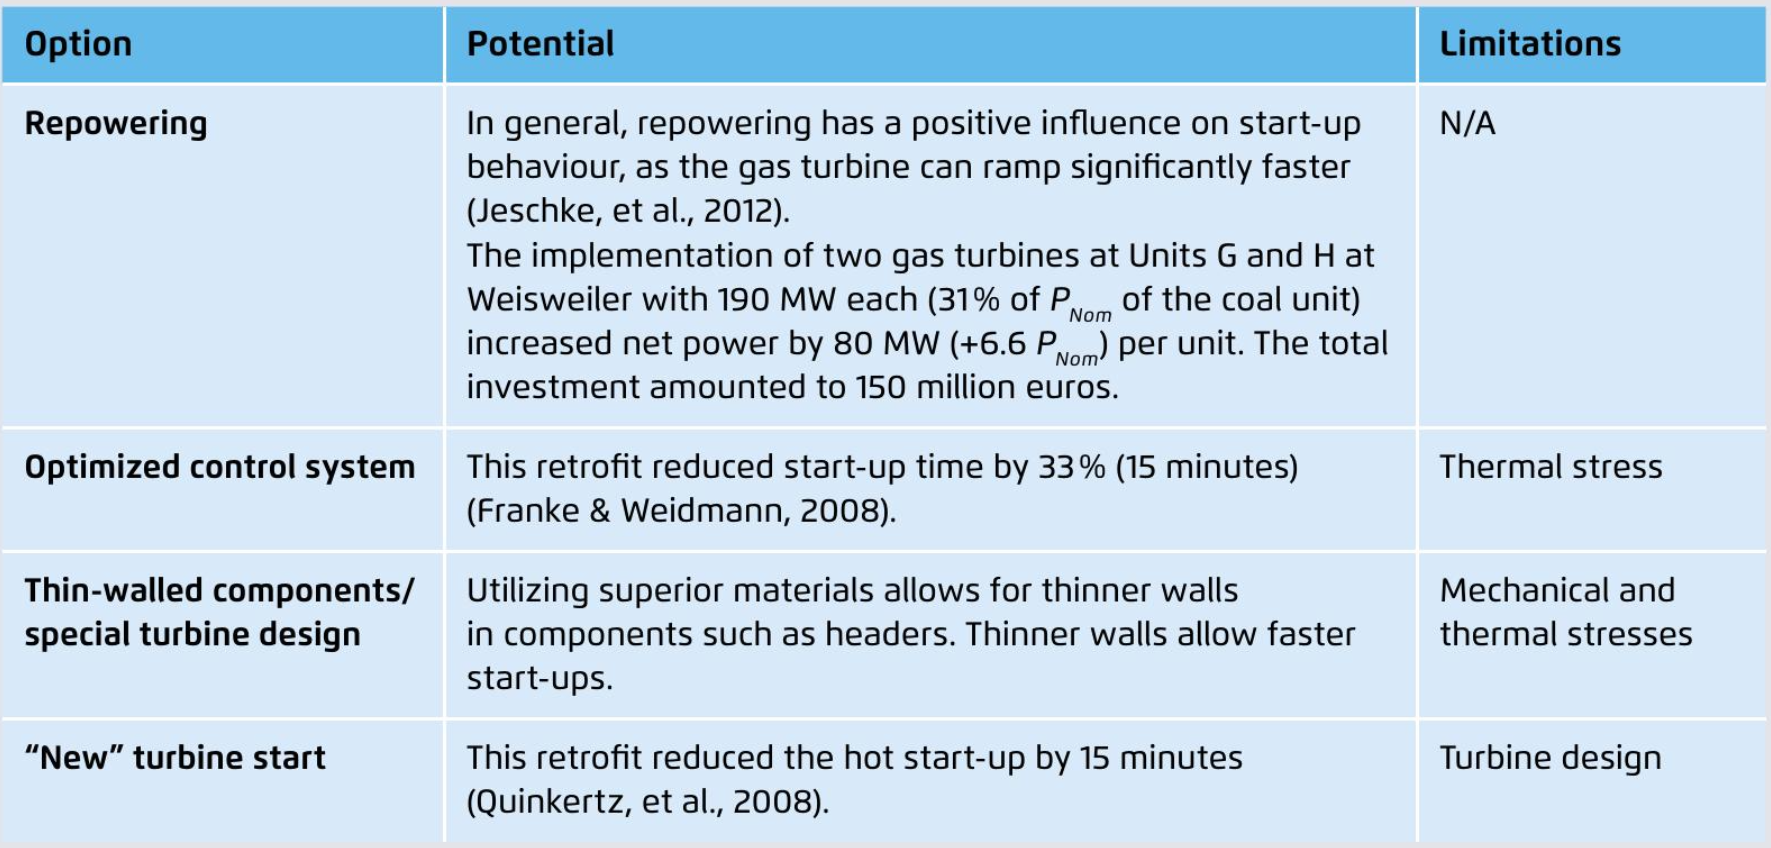 Option
Potential
Limitations
Repowering
In general, repowering has a positive influence on start-up
behaviour, as the gas turbine can ramp significantly faster
(Jeschke, et al., 2012).
The implementation of two gas turbines at Units G and H at
Weisweiler with 190 MW each (31 % of P_Nom of the coal unit)
increased net power by 80 MW (+6.6 P_Nom) per unit. The total
investment amounted to 150 million euros.
N/A
Optimized control system
This retrofit reduced start-up time by 33 % (15 minutes)
(Franke & Weidmann, 2008).
Thermal stress
Thin-walled components/
special turbine design
Utilizing superior materials allows for thinner walls
in components such as headers. Thinner walls allow faster
start-ups.
Mechanical and
thermal stresses
“New” turbine start
This retrofit reduced the hot start-up by 15 minutes
(Quinkertz, et al., 2008).
Turbine design